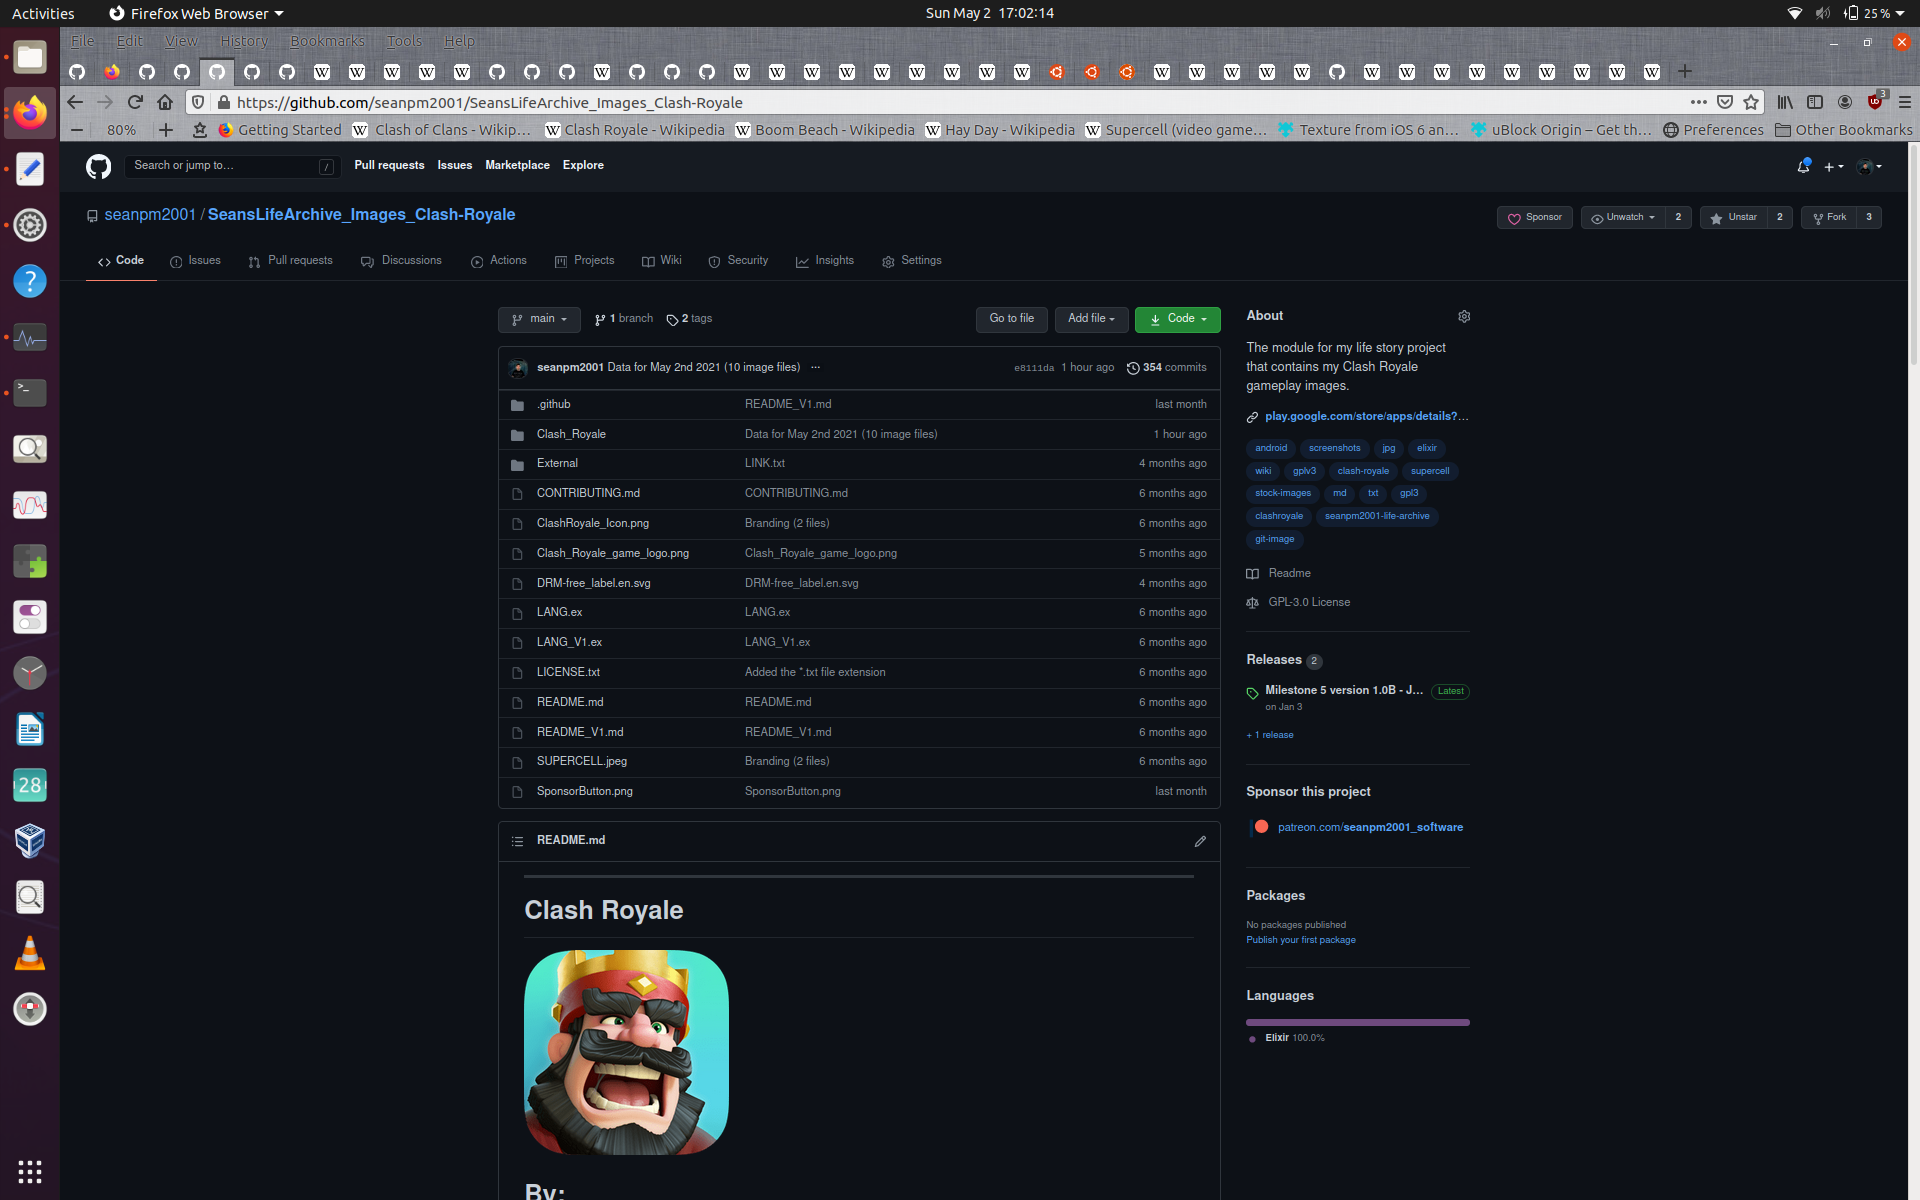 Activities Firefox Web Browser Sun May 2 17:02:14 25 %
File Edit View History Bookmarks Tools Help
https://github.com/seanpm2001/SeansLifeArchive_Images_Clash-Royale 3
80% Getting Started Clash of Clans - Wikip… Clash Royale - Wikipedia Boom Beach - Wikipedia Hay Day - Wikipedia Supercell (video game… Texture from iOS 6 an… uBlock Origin – Get th… Preferences Other Bookmarks
Search or jump to… / Pull requests Issues Marketplace Explore
seanpm2001 / SeansLifeArchive_Images_Clash-Royale Sponsor Unwatch 2 Unstar 2 Fork 3
Code Issues Pull requests Discussions Actions Projects Wiki Security Insights Settings
main 1 branch 2 tags Go to file Add file Code
seanpm2001 Data for May 2nd 2021 (10 image files) ... e8111da 1 hour ago 354 commits
.github README_V1.md last month
Clash_Royale Data for May 2nd 2021 (10 image files) 1 hour ago
External LINK.txt 4 months ago
CONTRIBUTING.md CONTRIBUTING.md 6 months ago
ClashRoyale_Icon.png Branding (2 files) 6 months ago
Clash_Royale_game_logo.png Clash_Royale_game_logo.png 5 months ago
DRM-free_label.en.svg DRM-free_label.en.svg 4 months ago
LANG.ex LANG.ex 6 months ago
LANG_V1.ex LANG_V1.ex 6 months ago
LICENSE.txt Added the *.txt file extension 6 months ago
README.md README.md 6 months ago
README_V1.md README_V1.md 6 months ago
SUPERCELL.jpeg Branding (2 files) 6 months ago
SponsorButton.png SponsorButton.png last month
README.md
Clash Royale
By:
About
The module for my life story project
that contains my Clash Royale
gameplay images.
play.google.com/store/apps/details?…
android screenshots jpg elixir
wiki gplv3 clash-royale supercell
stock-images md txt gpl3
clashroyale seanpm2001-life-archive
git-image
Readme
GPL-3.0 License
Releases 2
Milestone 5 version 1.0B - J… Latest
on Jan 3
+ 1 release
Sponsor this project
patreon.com/seanpm2001_software
Packages
No packages published
Publish your first package
Languages
Elixir 100.0%
28